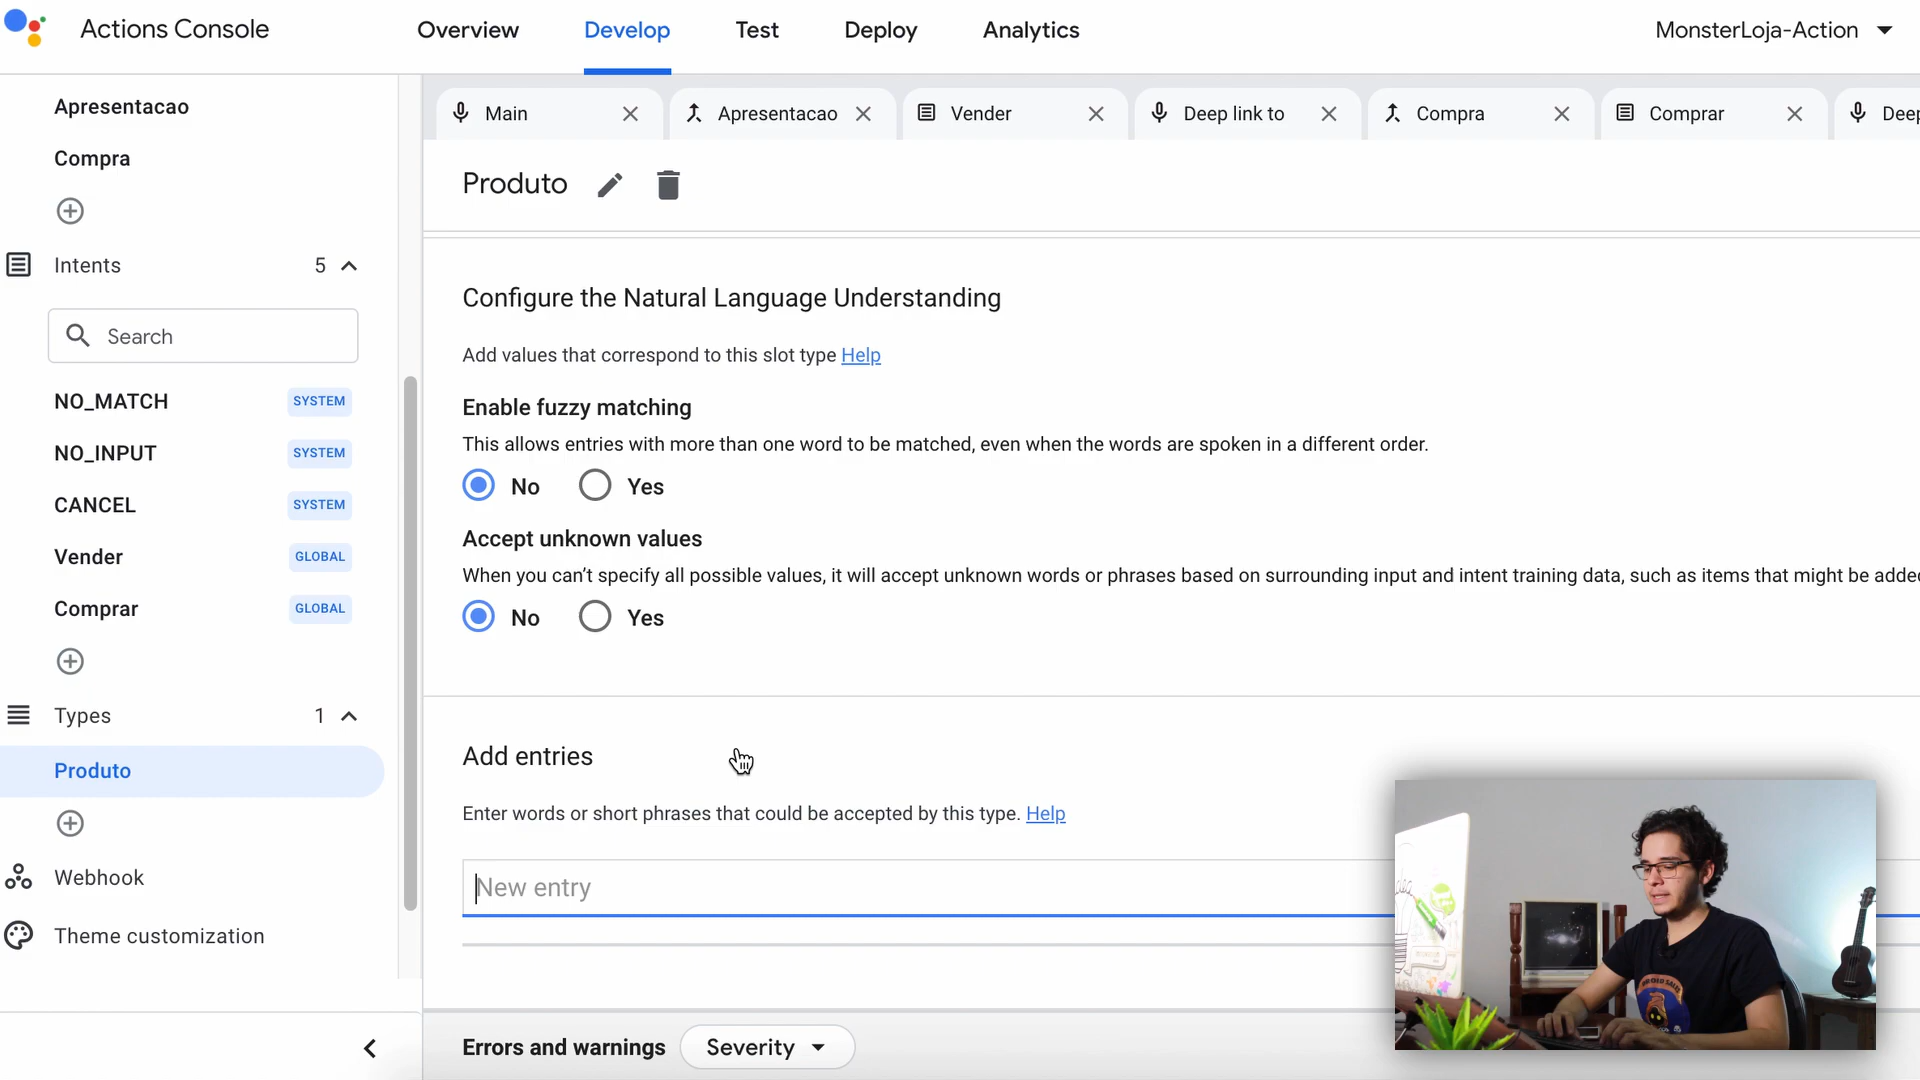 Actions Console
Overview
Develop
Test
Deploy
Analytics
MonsterLoja-Action
Apresentacao
Compra
Intents 5
Search
NO_MATCH SYSTEM
NO_INPUT SYSTEM
CANCEL SYSTEM
Vender GLOBAL
Comprar GLOBAL
Types 1
Produto
Webhook
Theme customization
Main
Apresentacao
Vender
Deep link to
Compra
Comprar
Deep
Produto
Configure the Natural Language Understanding
Add values that correspond to this slot type Help
Enable fuzzy matching
This allows entries with more than one word to be matched, even when the words are spoken in a different order.
No Yes
Accept unknown values
When you can't specify all possible values, it will accept unknown words or phrases based on surrounding input and intent training data, such as items that might be added
No Yes
Add entries
Enter words or short phrases that could be accepted by this type. Help
New entry
Errors and warnings Severity